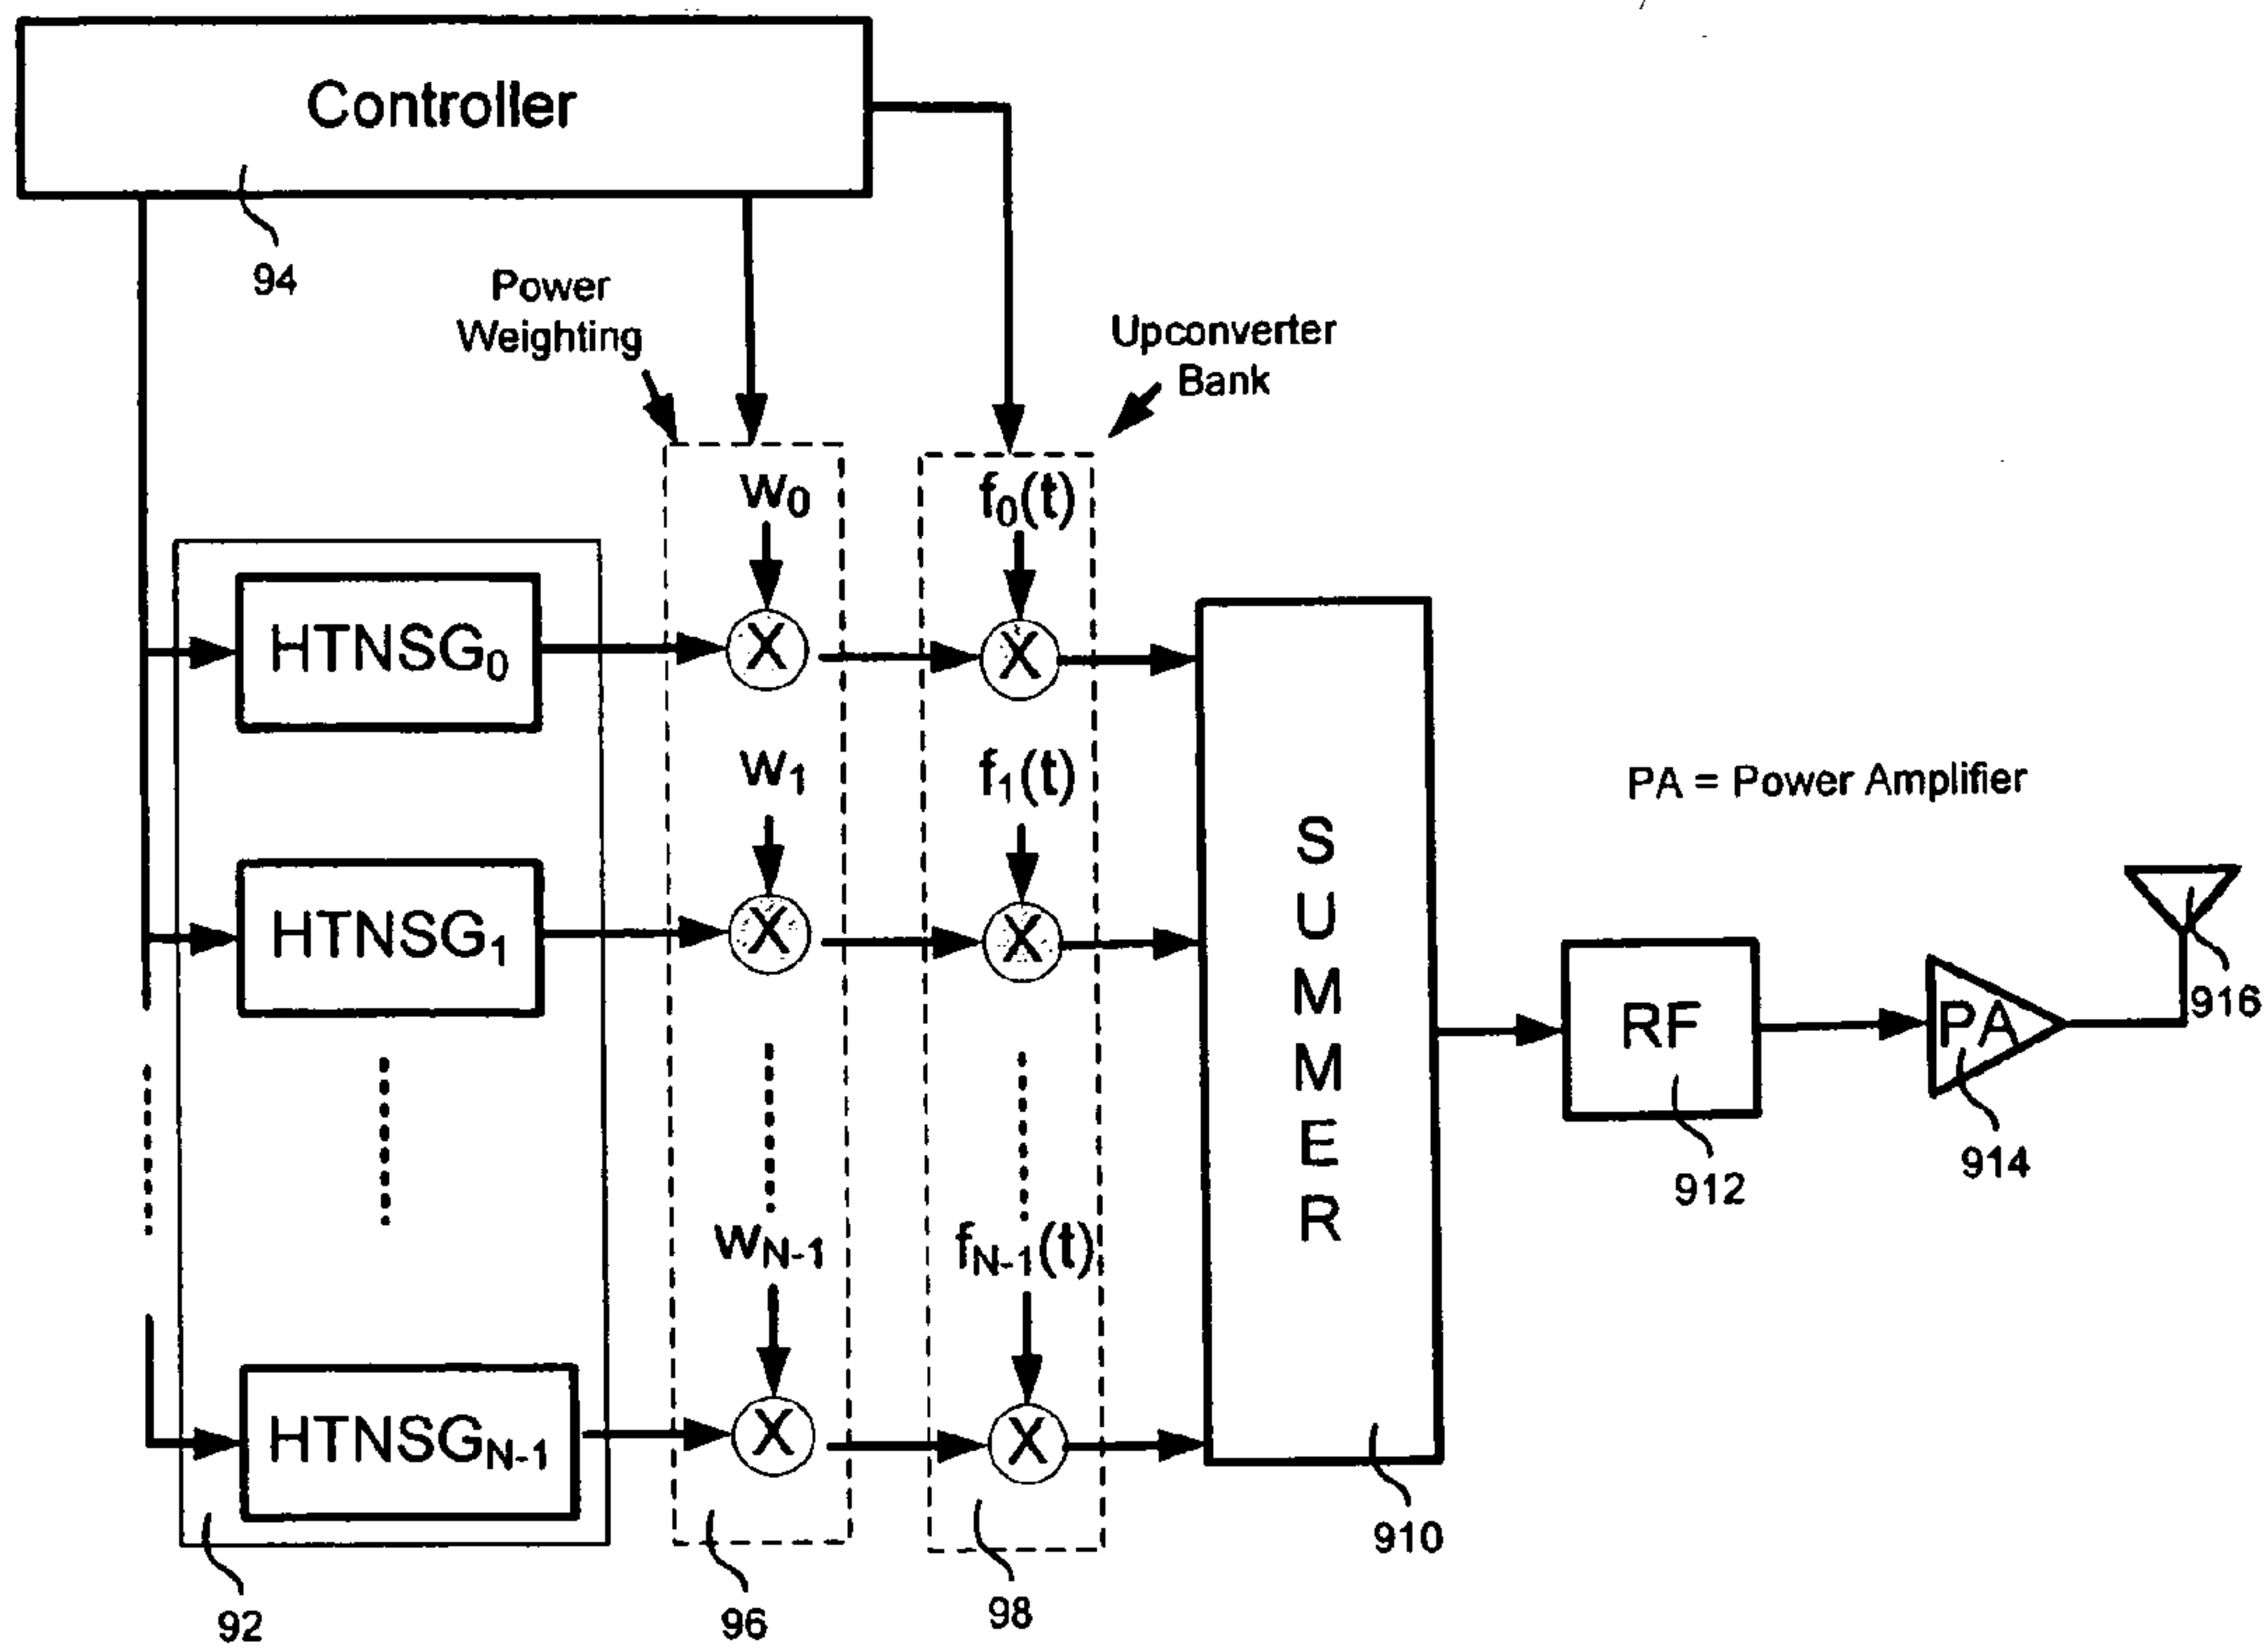 Controller
94
Power
Weighting
Upconverter
Bank
w₀
f₀(t)
HTNSG₀
X
X
w₁
f₁(t)
PA = Power Amplifier
HTNSG₁
X
X
SUMMER
RF
PA
916
914
912
wN-1
fN-1(t)
HTNSGN-1
X
X
910
92
96
98